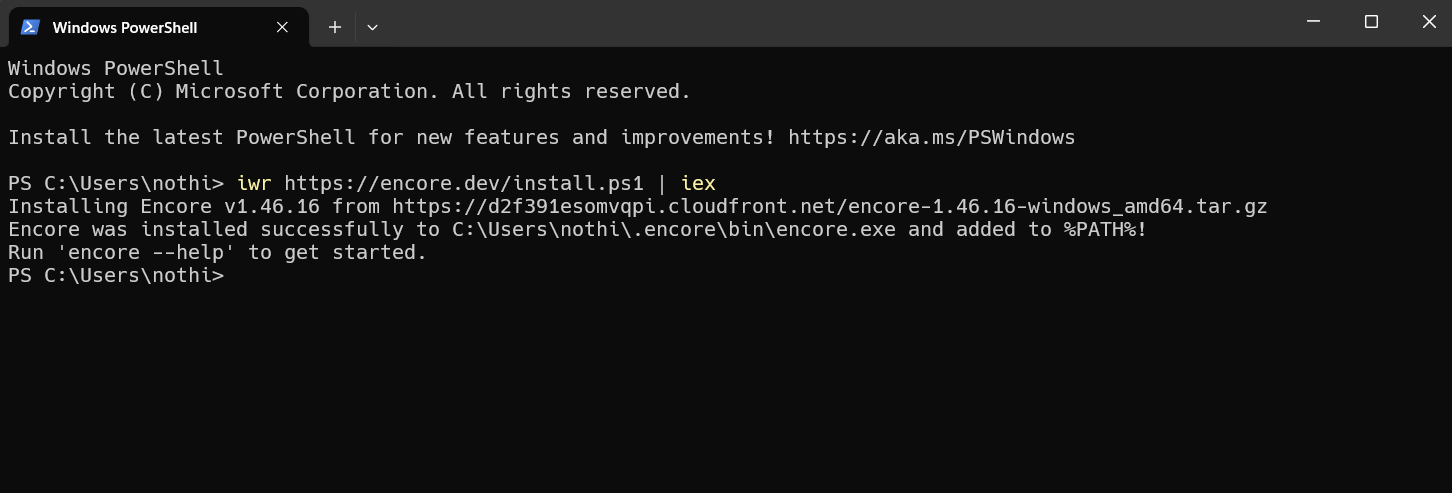 Windows PowerShell
Windows PowerShell
Copyright (C) Microsoft Corporation. All rights reserved.
Install the latest PowerShell for new features and improvements! https://aka.ms/PSWindows
PS C:\Users\nothi> iwr https://encore.dev/install.ps1 | iex
Installing Encore v1.46.16 from https://d2f391esomvqpi.cloudfront.net/encore-1.46.16-windows_amd64.tar.gz
Encore was installed successfully to C:\Users\nothi\.encore\bin\encore.exe and added to %PATH%!
Run 'encore --help' to get started.
PS C:\Users\nothi>